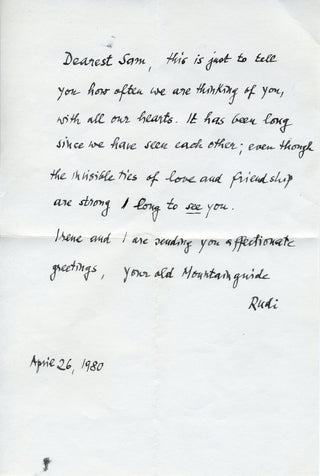 Dearest Sam, this is just to tell
you how often we are thinking of you,
with all our hearts. It has been long
since we have seen each other; even though
the invisible ties of love and friendship
are strong I long to see you.
Irene and I are sending you affectionate
greetings, your old Mountainguide
Rudi
April 26, 1980